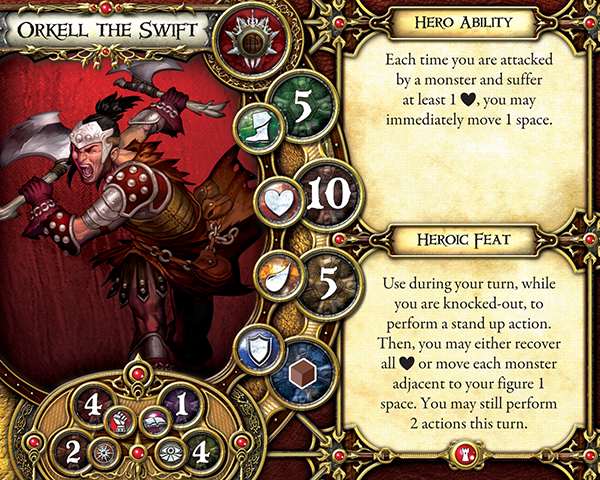 Orkell the Swift
5
10
5
4 1
2 4
Hero Ability
Each time you are attacked
by a monster and suffer
at least 1 ♥, you may
immediately move 1 space.
Heroic Feat
Use during your turn, while
you are knocked-out, to
perform a stand up action.
Then, you may either recover
all ♥ or move each monster
adjacent to your figure 1
space. You may still perform
2 actions this turn.